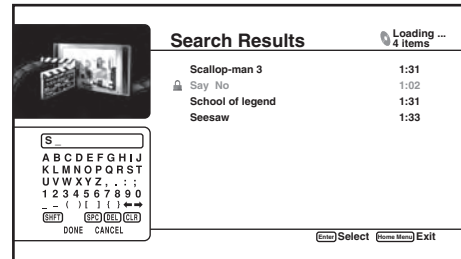 Search Results
Loading ...
4 items
Scallop-man 3 1:31
Say No 1:02
School of legend 1:31
Seesaw 1:33
S _
A B C D E F G H I J
K L M N O P Q R S T
U V W X Y Z , . : ;
1 2 3 4 5 6 7 8 9 0
_ – ( ) [ ] { } ⬅ ➡
SHFT SPC DEL CLR
DONE CANCEL
Enter Select Home Menu Exit